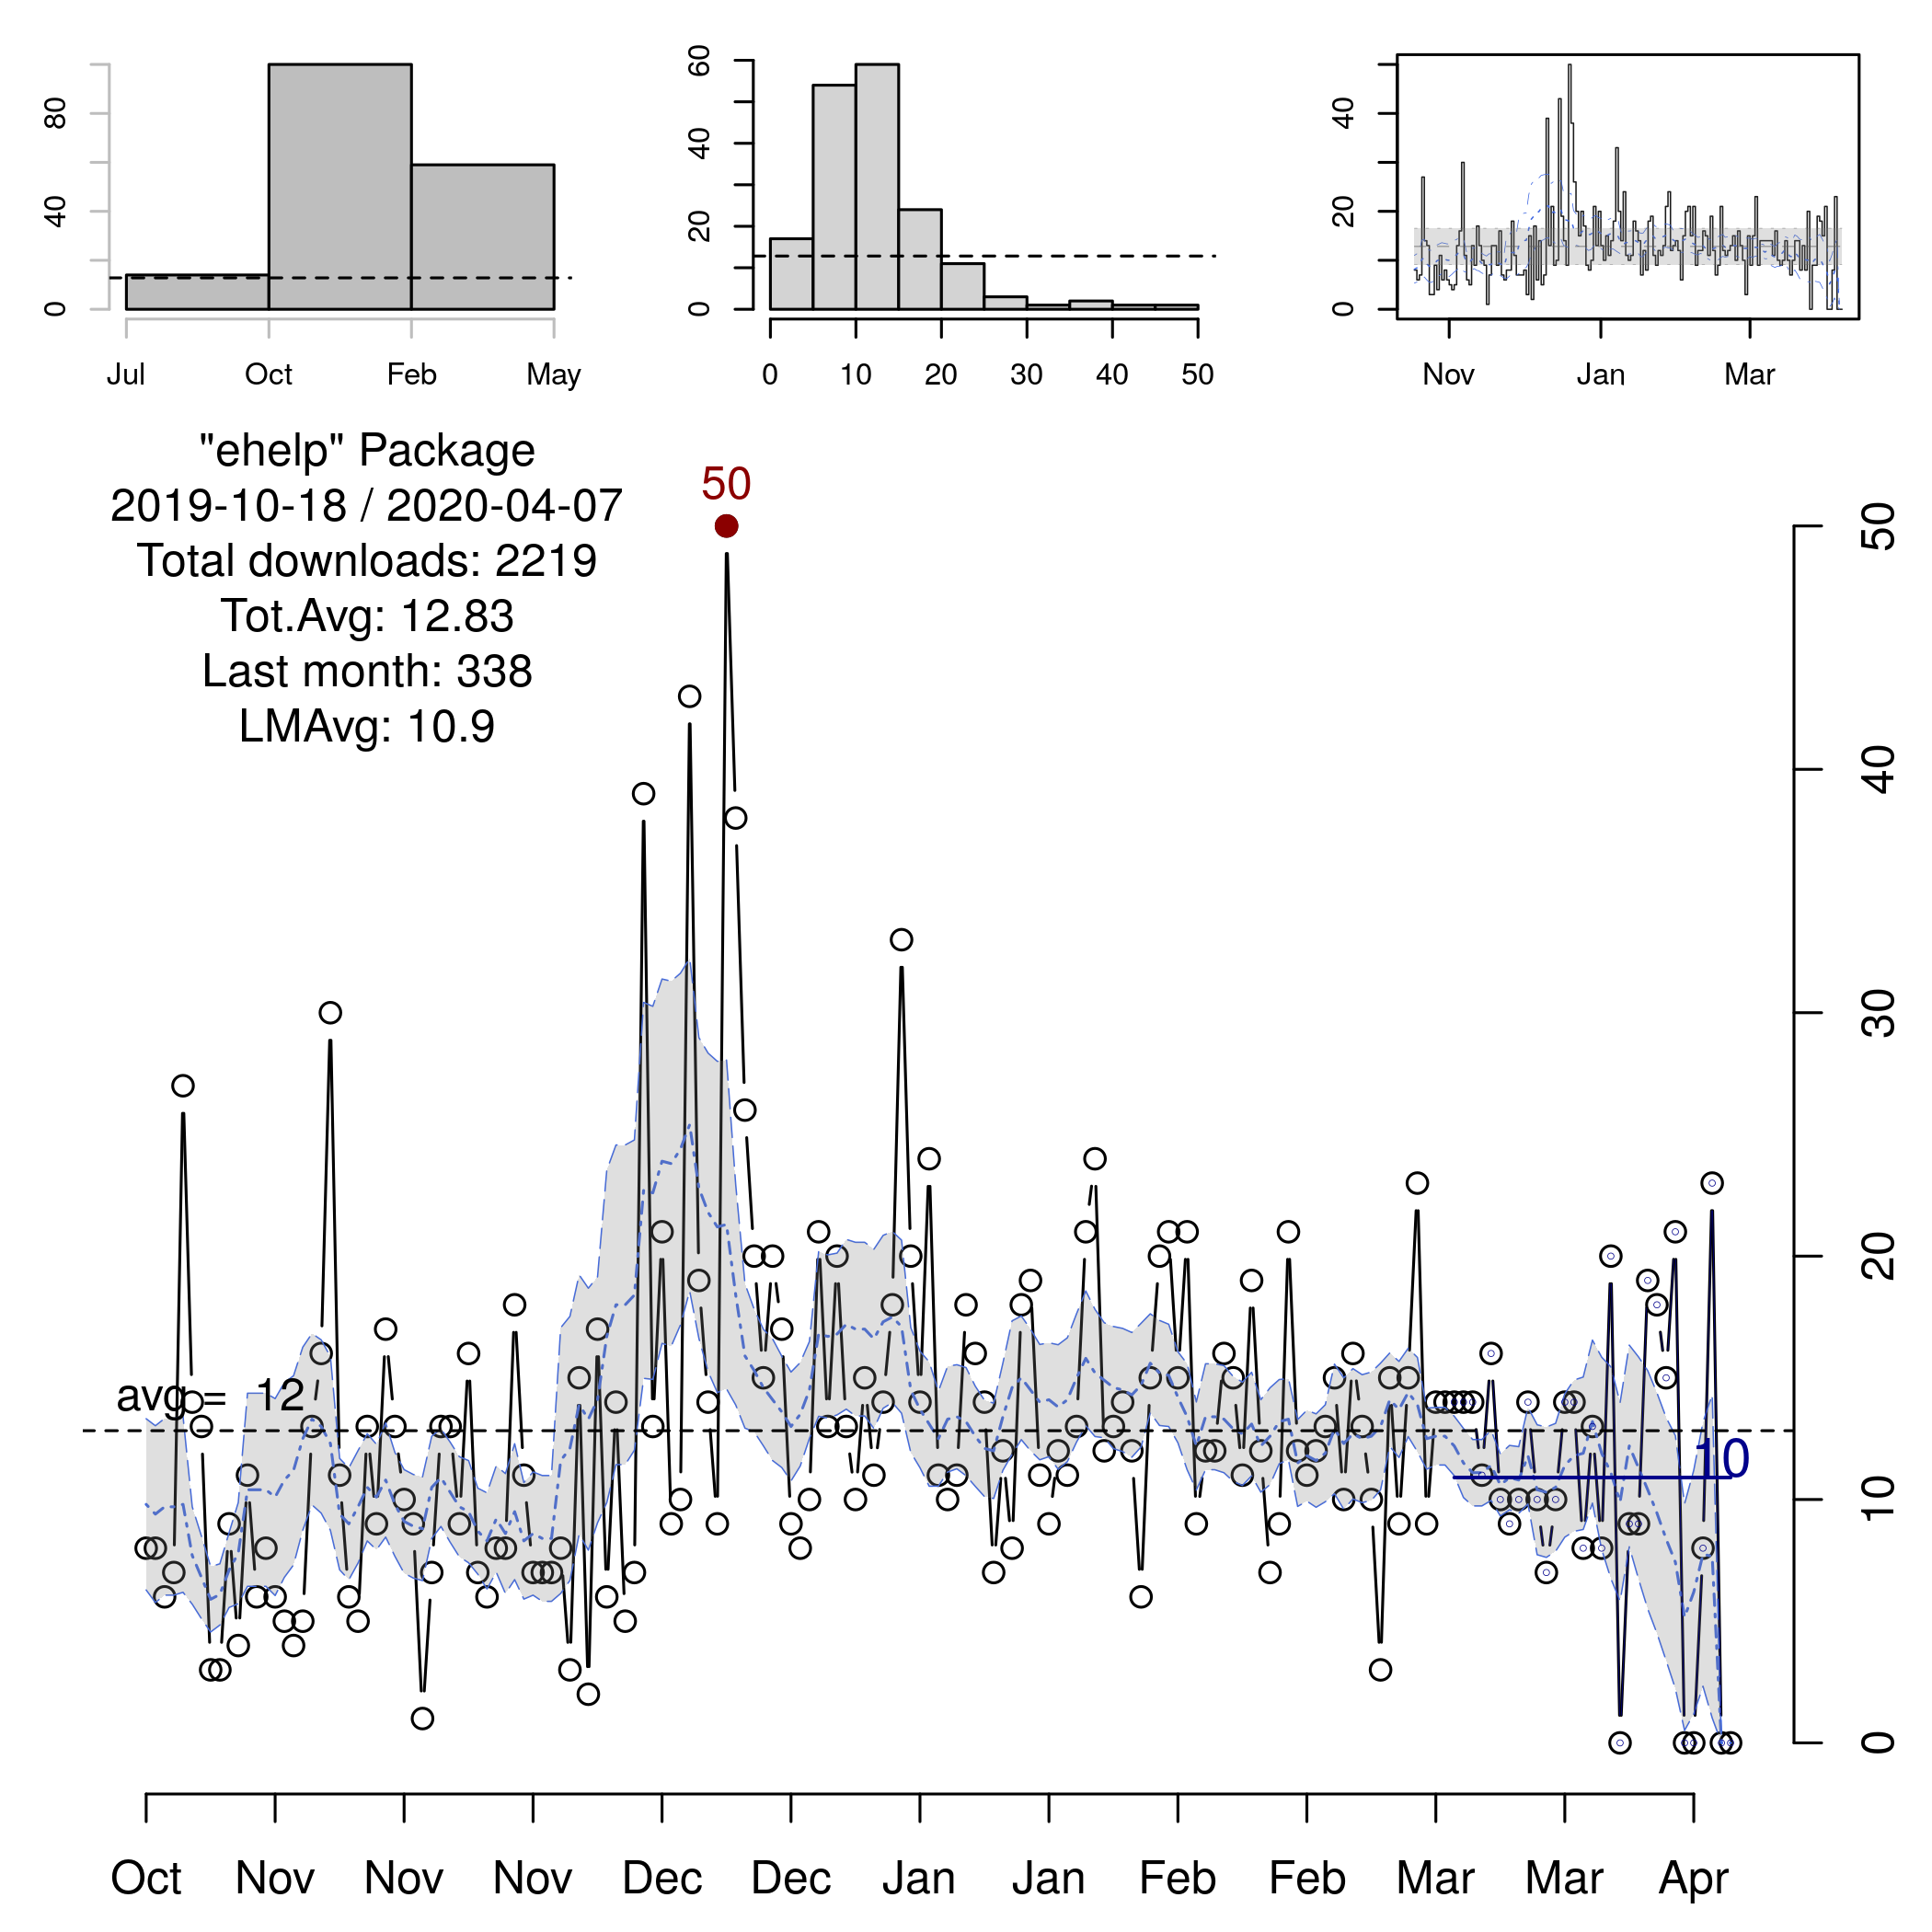 80
40
0
Jul Oct Feb May
60
40
20
0
0 10 20 30 40 50
40
20
0
Nov Jan Mar
"ehelp" Package
2019-10-18 / 2020-04-07
Total downloads: 2219
Tot.Avg: 12.83
Last month: 338
LMAvg: 10.9
50
avg = 12
10
50
40
30
20
10
0
Oct Nov Nov Nov Dec Dec Jan Jan Feb Feb Mar Mar Apr